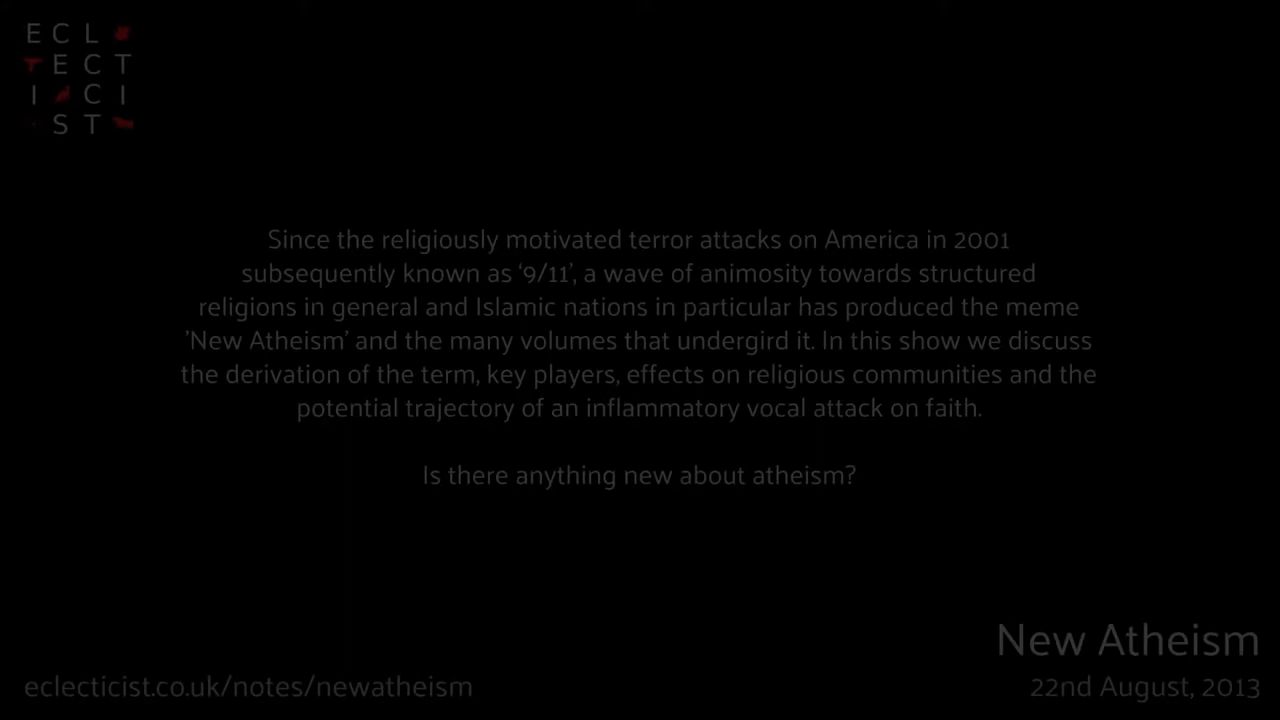 E C L
E C T
I C I
S T
Since the religiously motivated terror attacks on America in 2001
subsequently known as ‘9/11’, a wave of animosity towards structured
religions in general and Islamic nations in particular has produced the meme
’New Atheism’ and the many volumes that undergird it. In this show we discuss
the derivation of the term, key players, effects on religious communities and the
potential trajectory of an inflammatory vocal attack on faith.
Is there anything new about atheism?
New Atheism
eclecticist.co.uk/notes/newatheism
22nd August, 2013